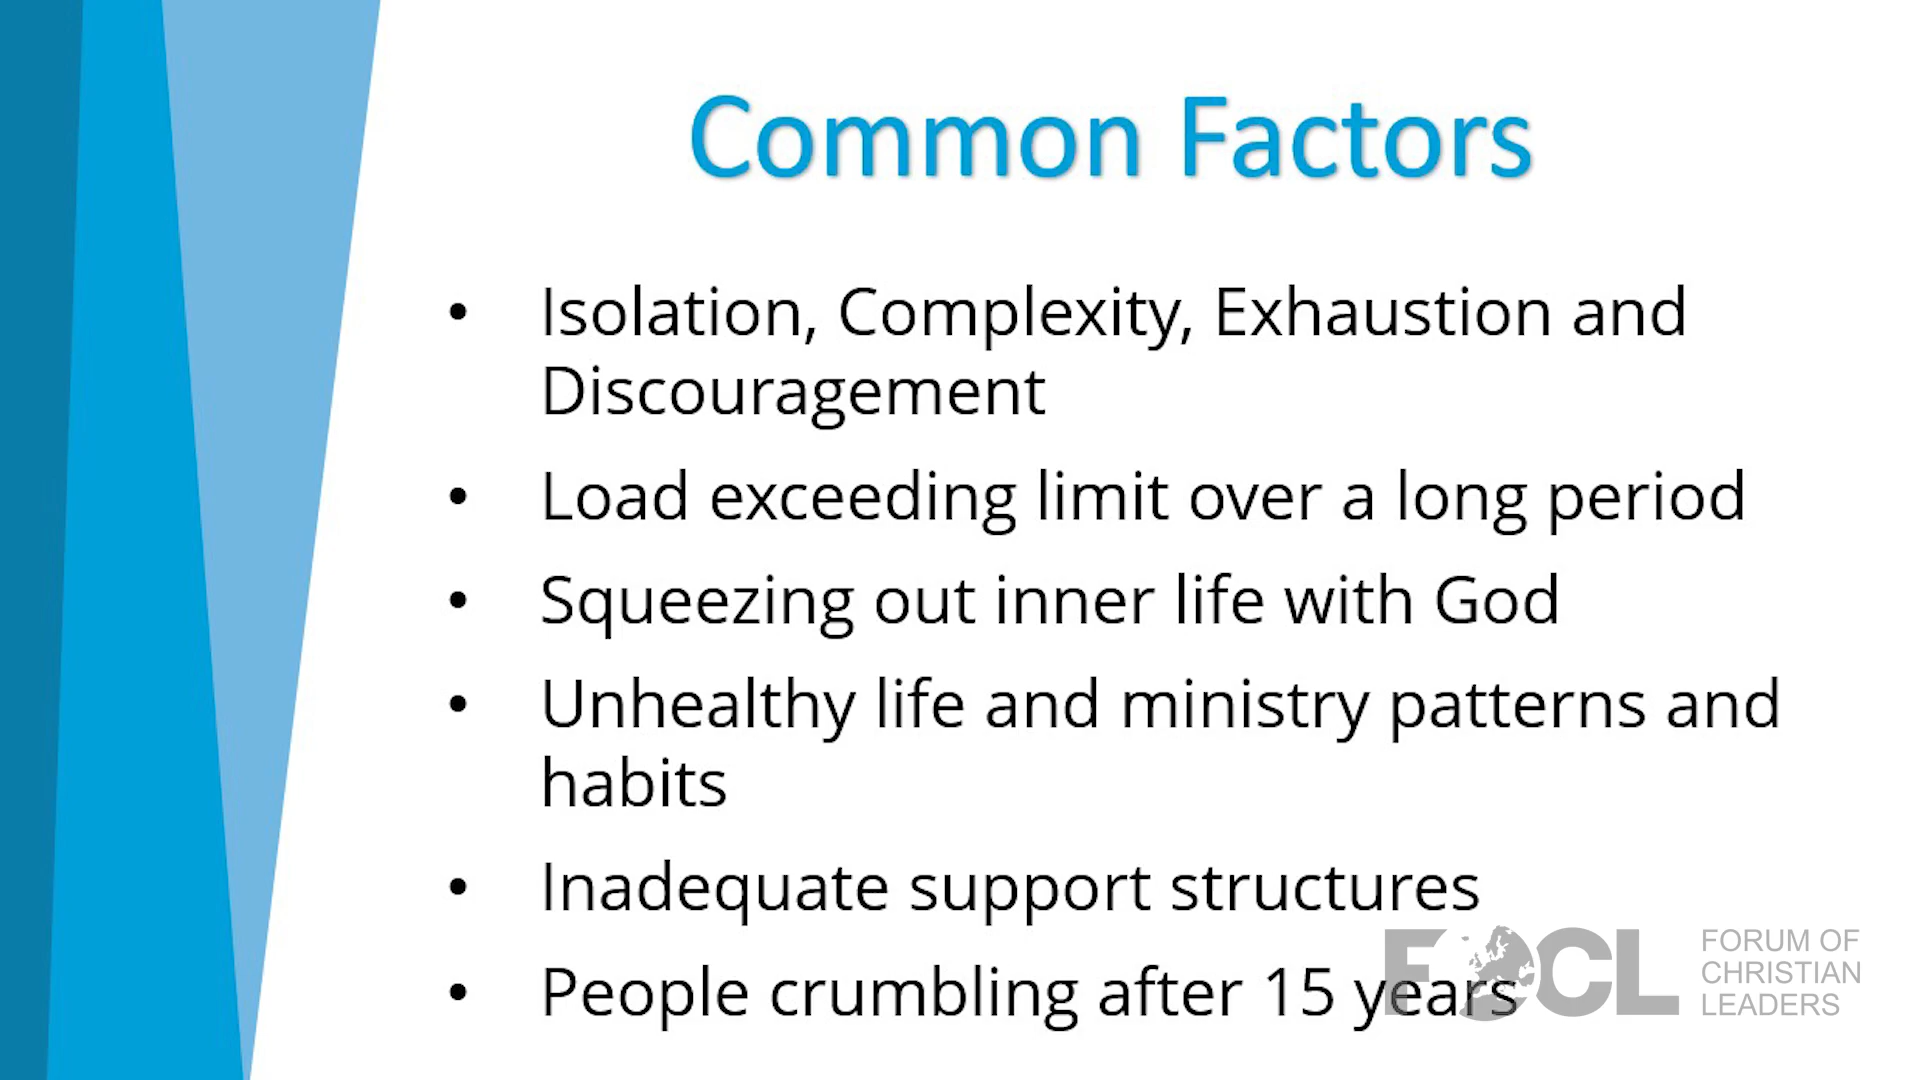 Common Factors
• Isolation, Complexity, Exhaustion and
Discouragement
• Load exceeding limit over a long period
• Squeezing out inner life with God
• Unhealthy life and ministry patterns and
habits
• Inadequate support structures
• People crumbling after 15 years
FOCL
FORUM OF
CHRISTIAN
LEADERS